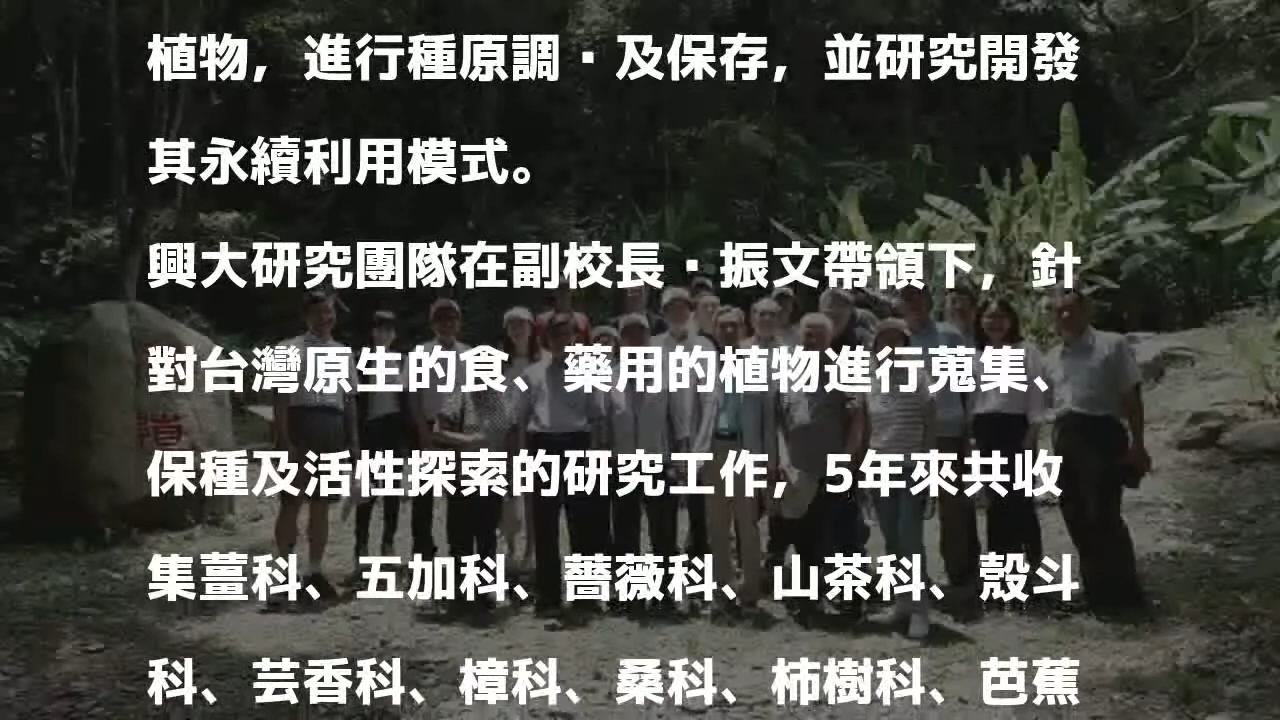 植物，進行種原調▪及保存，並研究開發
其永續利用模式。
興大研究團隊在副校長▪振文帶領下，針
對台灣原生的食、藥用的植物進行蒐集、
保種及活性探索的研究工作，5年來共收
集薑科、五加科、薔薇科、山茶科、殼斗
科、芸香科、樟科、桑科、柿樹科、芭蕉